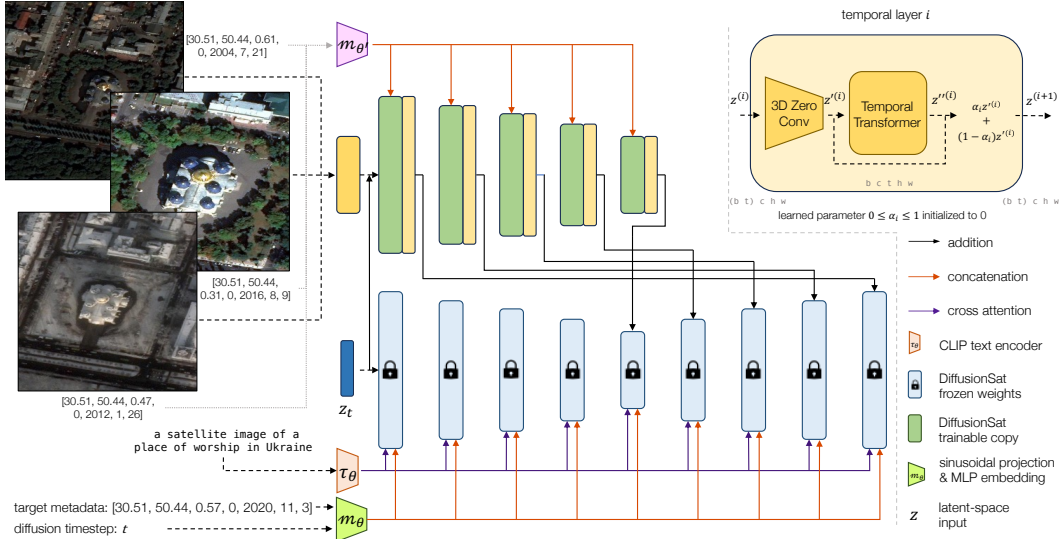 [30.51, 50.44, 0.61,
0, 2004, 7, 21]
[30.51, 50.44,
0.31, 0, 2016, 8, 9]
[30.51, 50.44, 0.47,
0, 2012, 1, 26]
a satellite image of a
place of worship in Ukraine
target metadata: [30.51, 50.44, 0.57, 0, 2020, 11, 3]
diffusion timestep: t
m_θ′
z_t
τ_θ
m_θ
temporal layer i
z^(i)
3D Zero
Conv
z′^(i)
Temporal
Transformer
z′′^(i)
α_i z′^(i)
+
(1 − α_i)z′^(i)
z^(i+1)
b c t h w
(b t) c h w
(b t) c h w
learned parameter 0 ≤ α_i ≤ 1 initialized to 0
addition
concatenation
cross attention
τ_θ
CLIP text encoder
DiffusionSat
frozen weights
DiffusionSat
trainable copy
m_θ
sinusoidal projection
& MLP embedding
z
latent-space
input